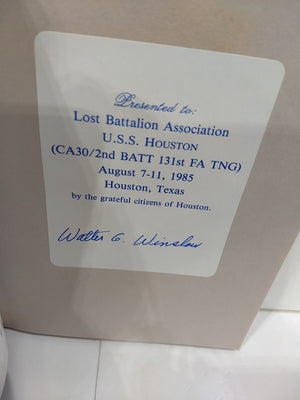 Presented to:
Lost Battalion Association
U.S.S. HOUSTON
(CA30/2nd BATT 131st FA TNG)
August 7-11, 1985
Houston, Texas
by the grateful citizens of Houston.
Walter G. Winslow